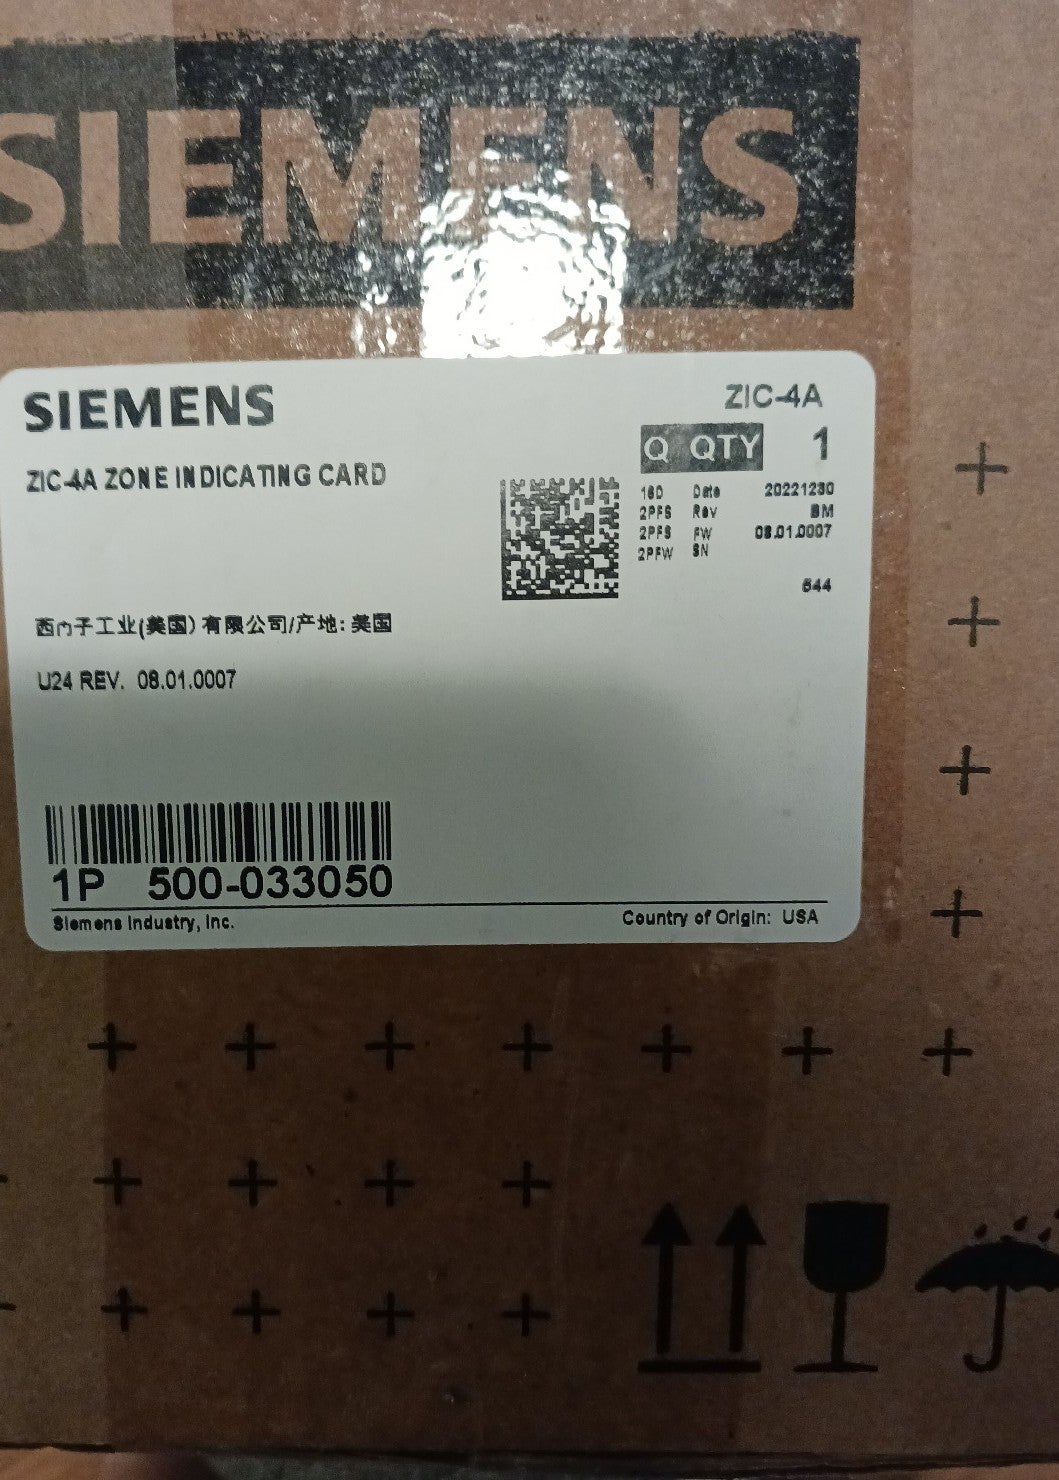 SIEMENS
SIEMENS
ZIC-4A
Q QTY 1
ZIC-4A ZONE INDICATING CARD
16D Date 20221230
2PFS Rev BM
2PFS FW 08.01.0007
2PFW SN
644
西门子工业(美国)有限公司/产地: 美国
U24 REV. 08.01.0007
1P 500-033050
Siemens Industry, Inc.
Country of Origin: USA